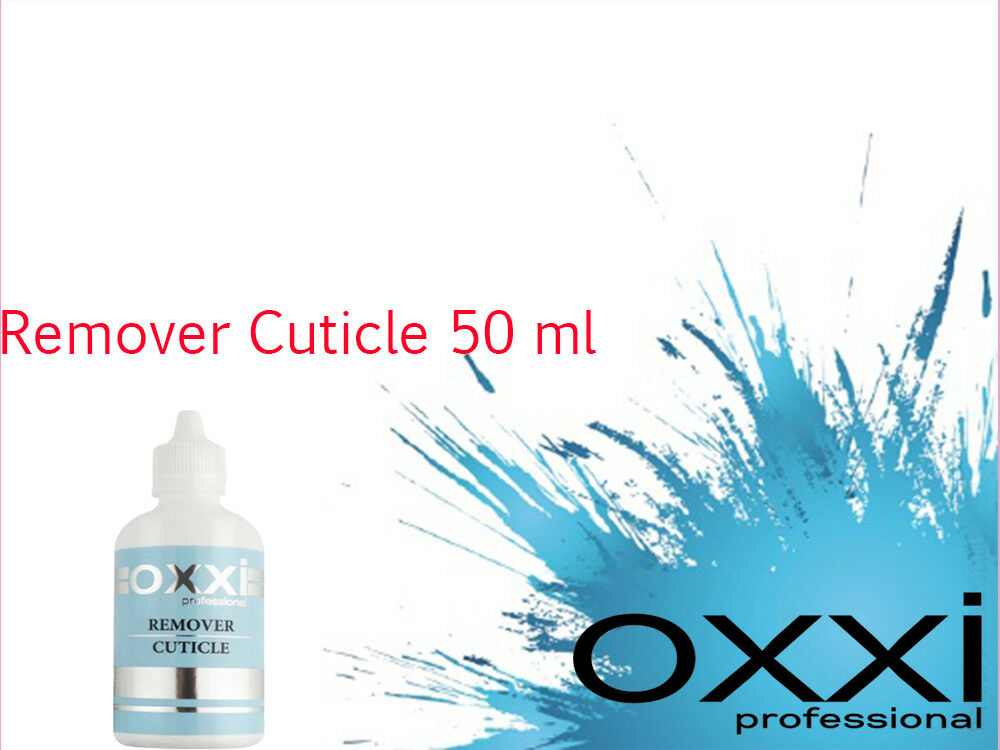 Remover Cuticle 50 ml
oxxi
professional
REMOVER
CUTICLE
oxxi
professional